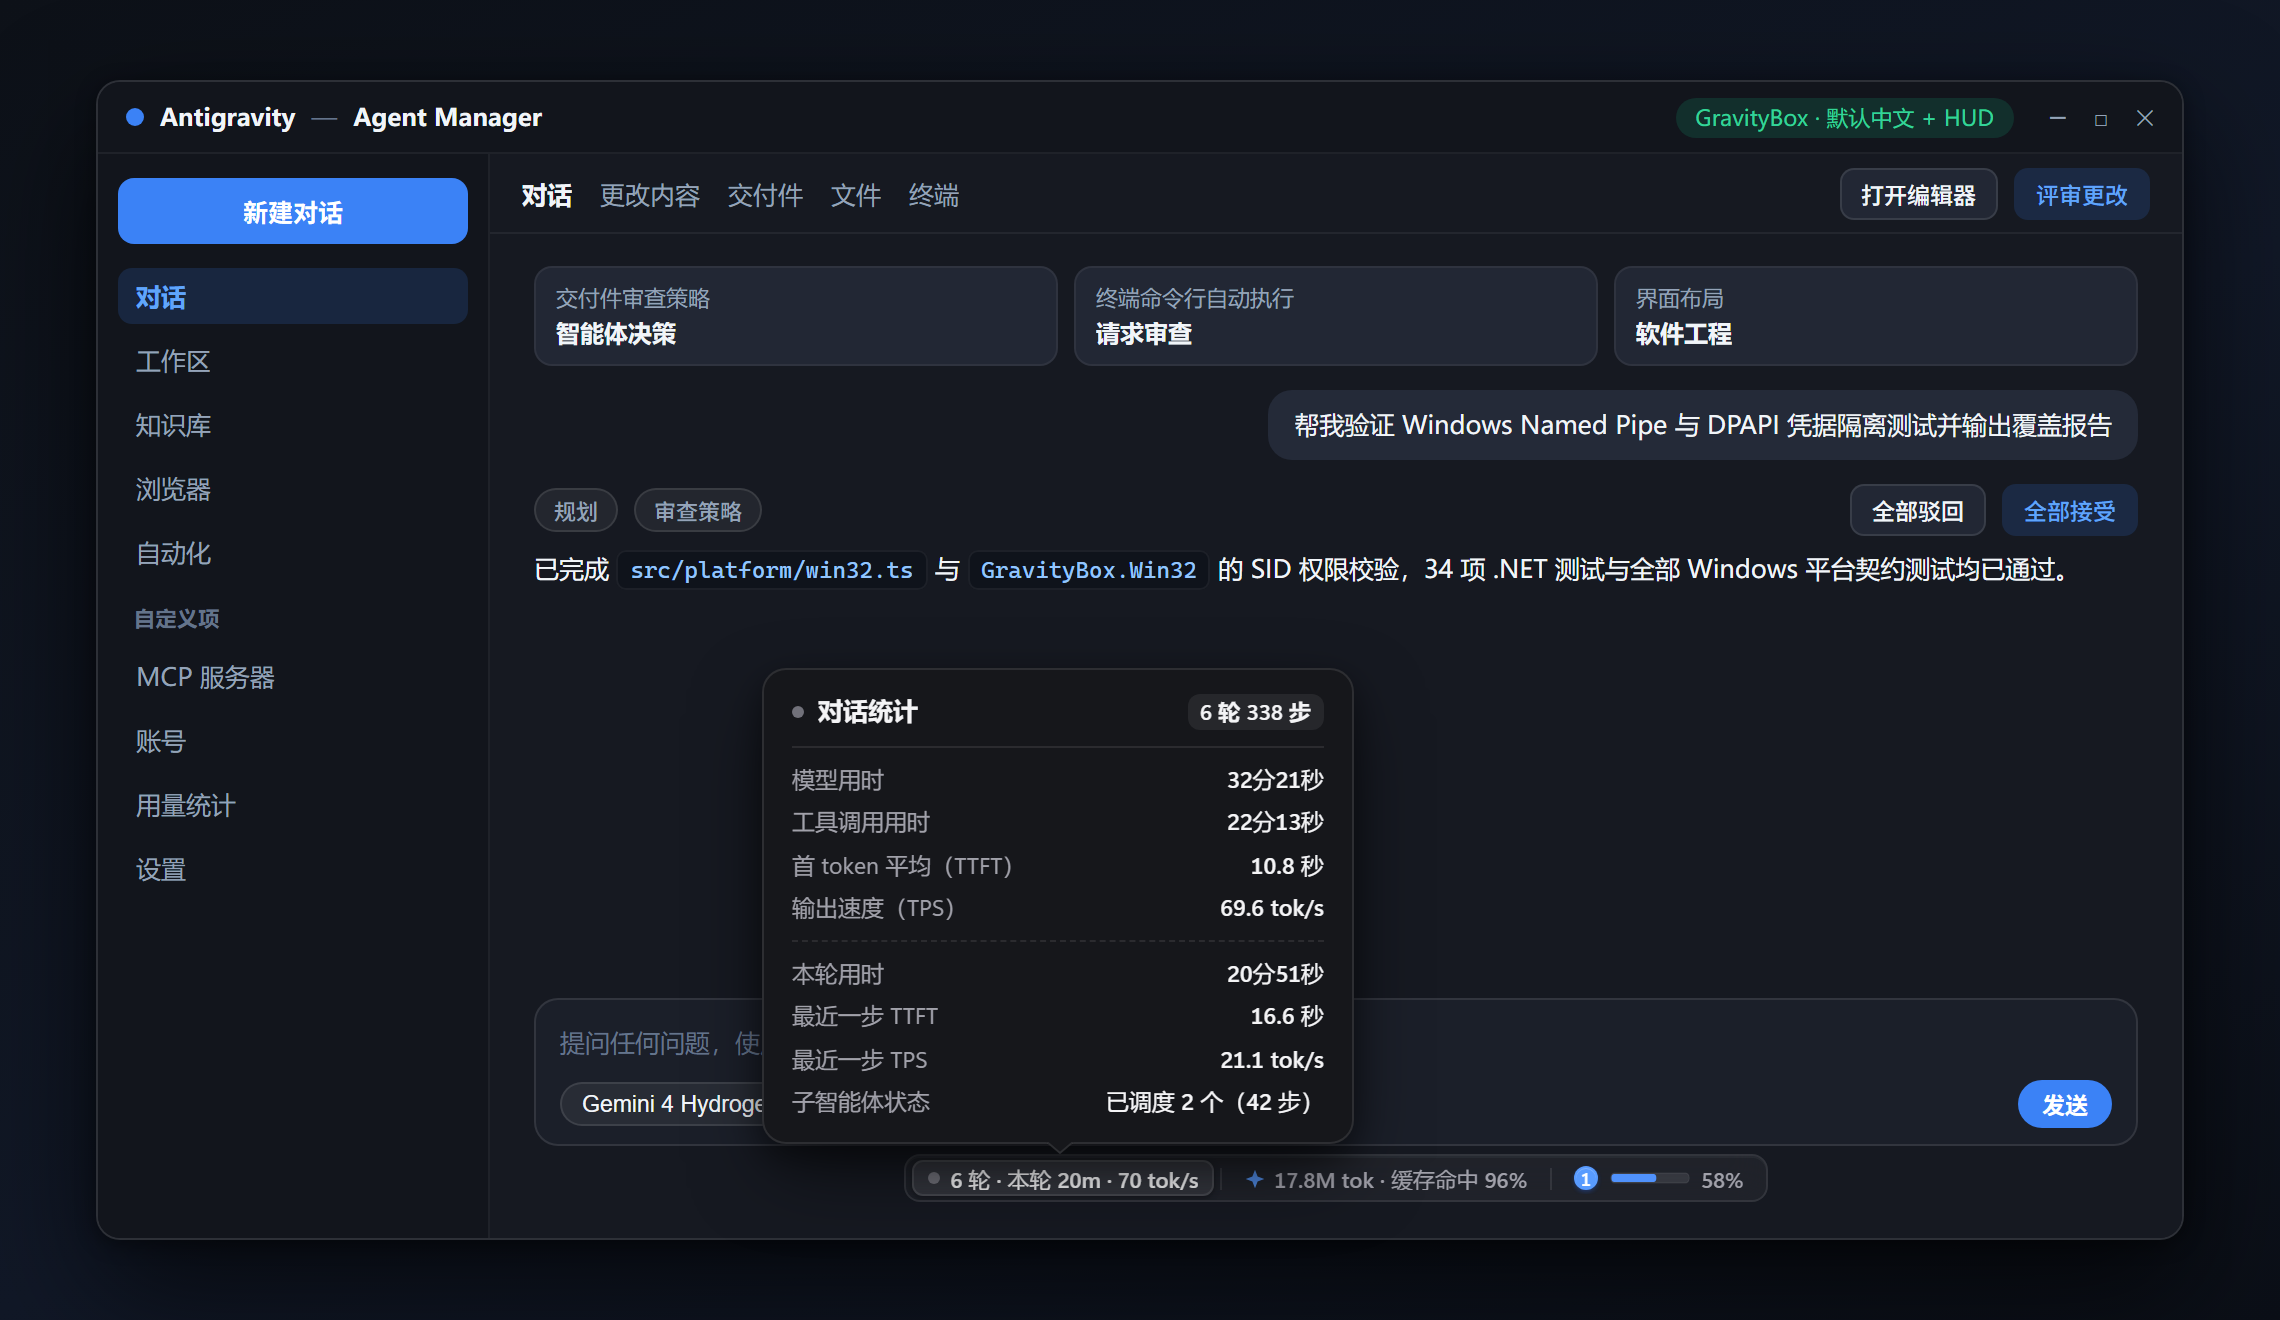 Antigravity — Agent Manager
GravityBox · 默认中文 + HUD
新建对话
对话
工作区
知识库
浏览器
自动化
自定义项
MCP 服务器
账号
用量统计
设置
对话 更改内容 交付件 文件 终端
打开编辑器 评审更改
交付件审查策略
智能体决策
终端命令行自动执行
请求审查
界面布局
软件工程
帮我验证 Windows Named Pipe 与 DPAPI 凭据隔离测试并输出覆盖报告
规划 审查策略
全部驳回 全部接受
已完成 src/platform/win32.ts 与 GravityBox.Win32 的 SID 权限校验，34 项 .NET 测试与全部 Windows 平台契约测试均已通过。
对话统计 6 轮 338 步
模型用时 32分21秒
工具调用用时 22分13秒
首 token 平均（TTFT） 10.8 秒
输出速度（TPS） 69.6 tok/s
本轮用时 20分51秒
最近一步 TTFT 16.6 秒
最近一步 TPS 21.1 tok/s
子智能体状态 已调度 2 个（42 步）
提问任何问题，使
Gemini 4 Hydroge
发送
6 轮 · 本轮 20m · 70 tok/s
17.8M tok · 缓存命中 96%
1 58%